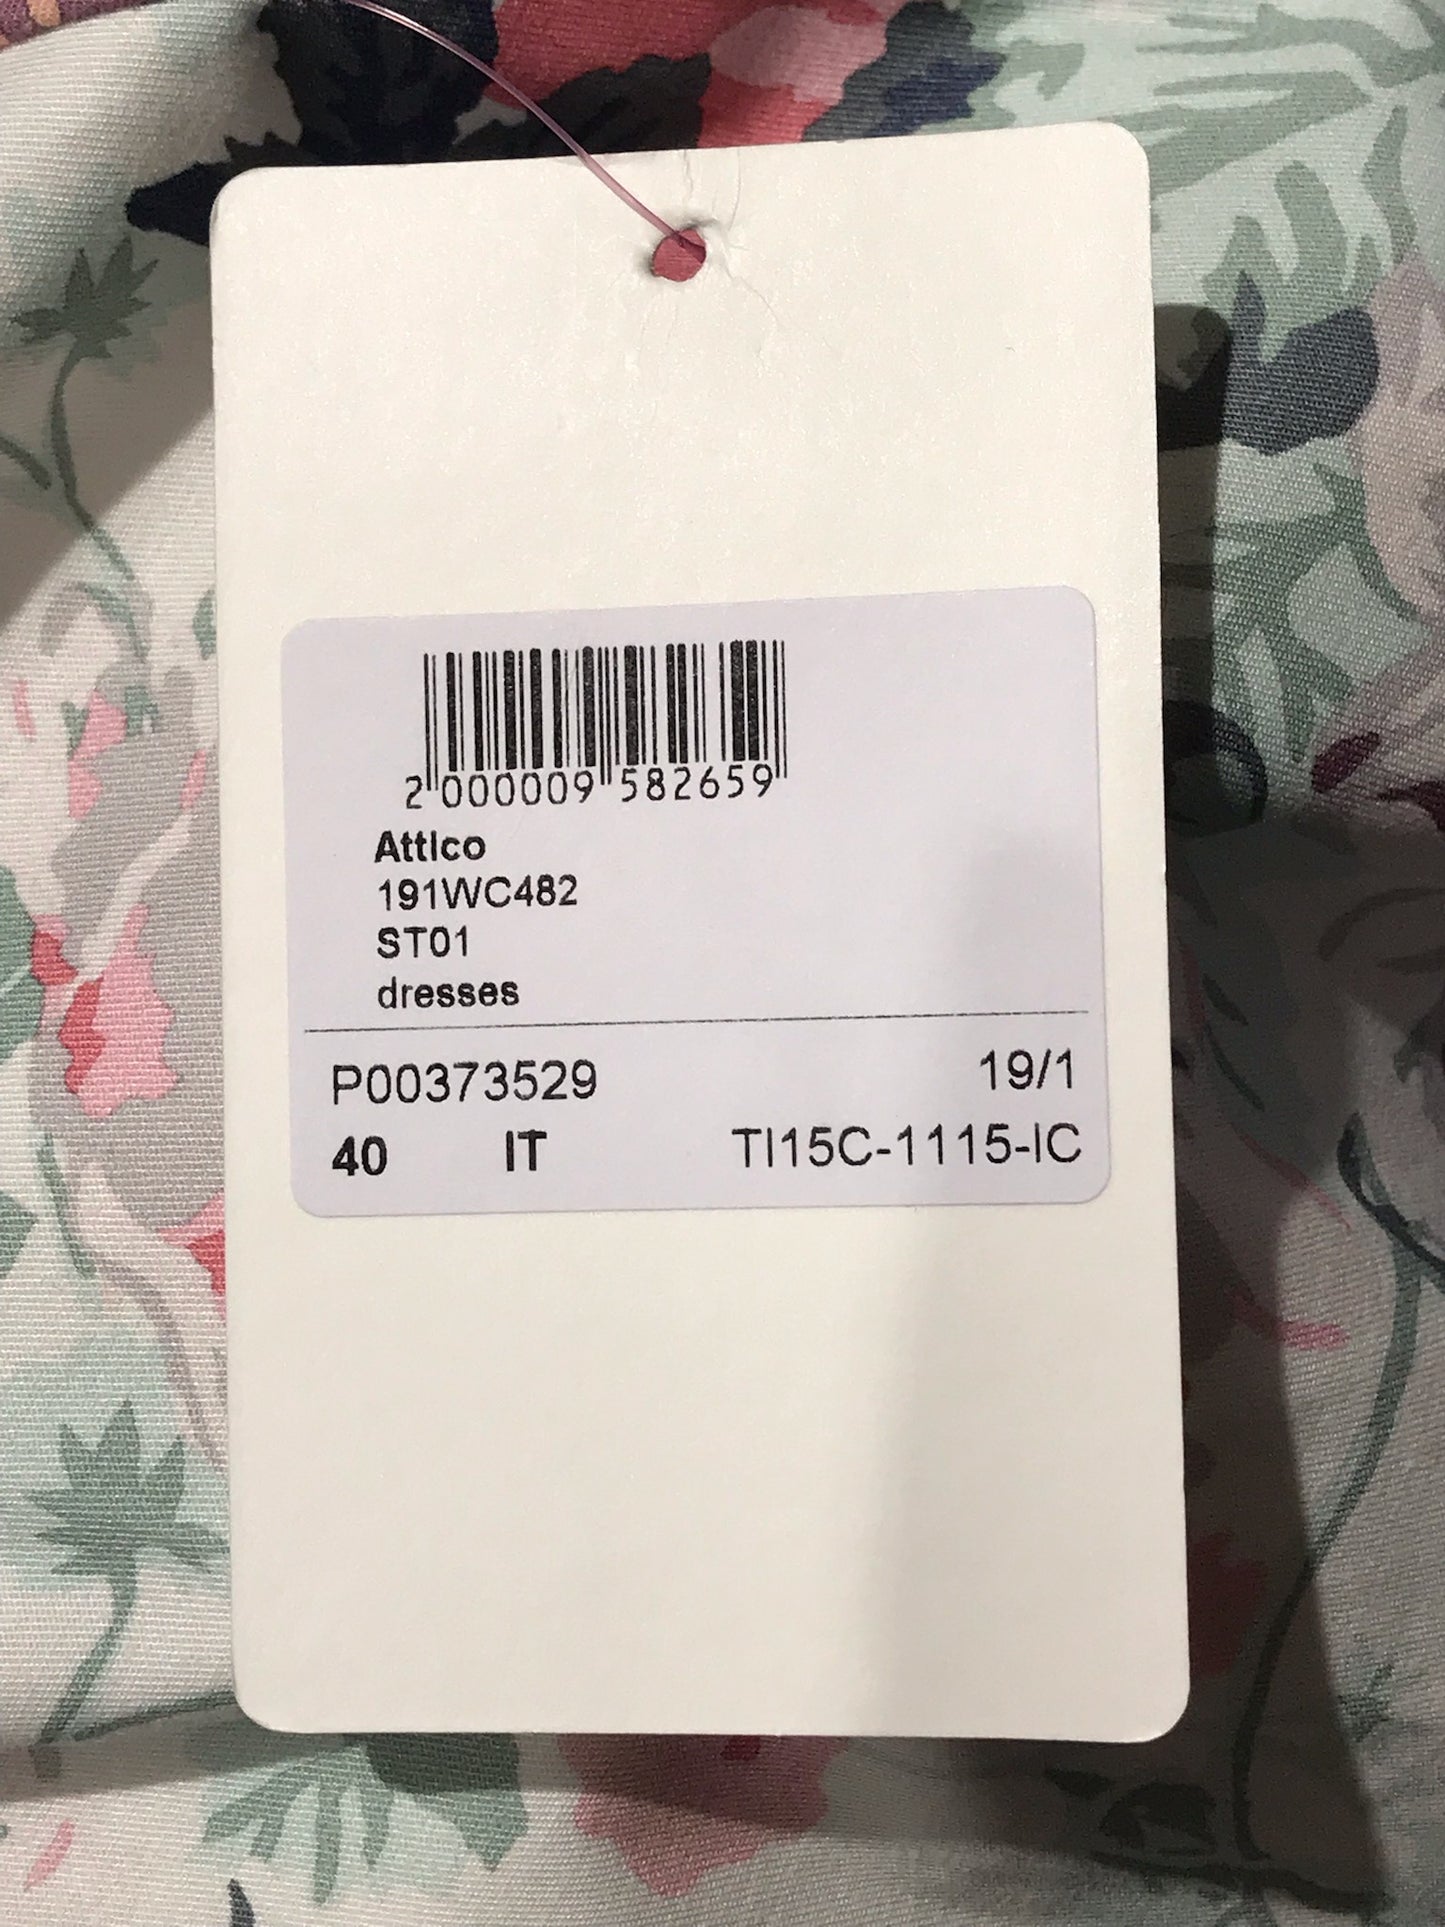 2 000009 582659
Attico
191WC482
ST01
dresses
P00373529 19/1
40 IT TI15C-1115-IC